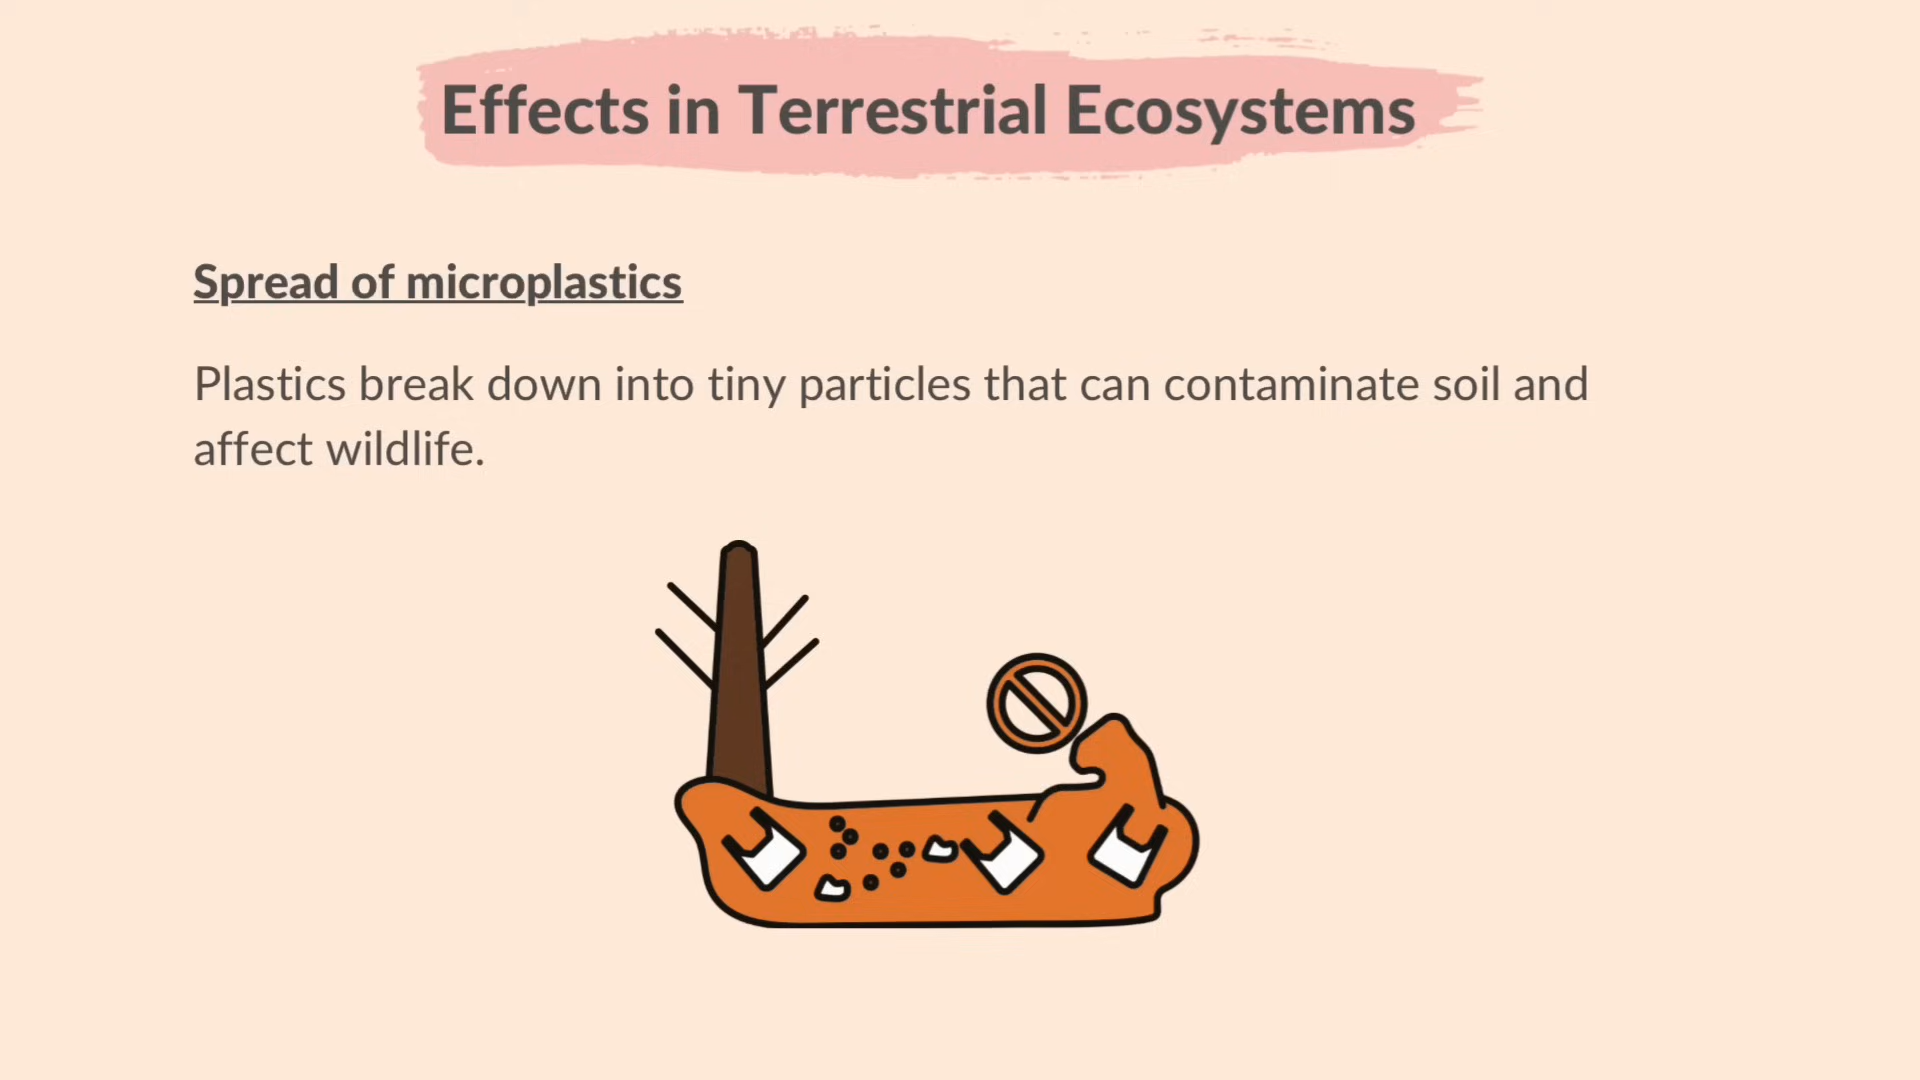 Effects in Terrestrial Ecosystems
Spread of microplastics
Plastics break down into tiny particles that can contaminate soil and
affect wildlife.